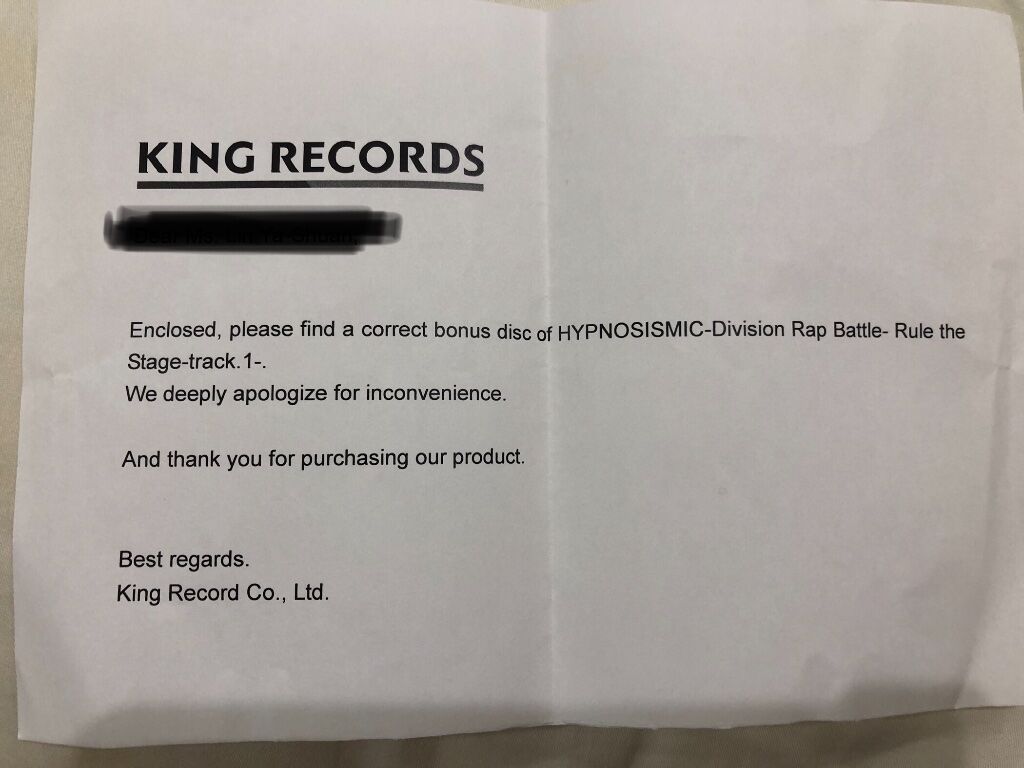 KING RECORDS
Enclosed, please find a correct bonus disc of HYPNOSISMIC-Division Rap Battle- Rule the
Stage-track.1-.
We deeply apologize for inconvenience.
And thank you for purchasing our product.
Best regards.
King Record Co., Ltd.